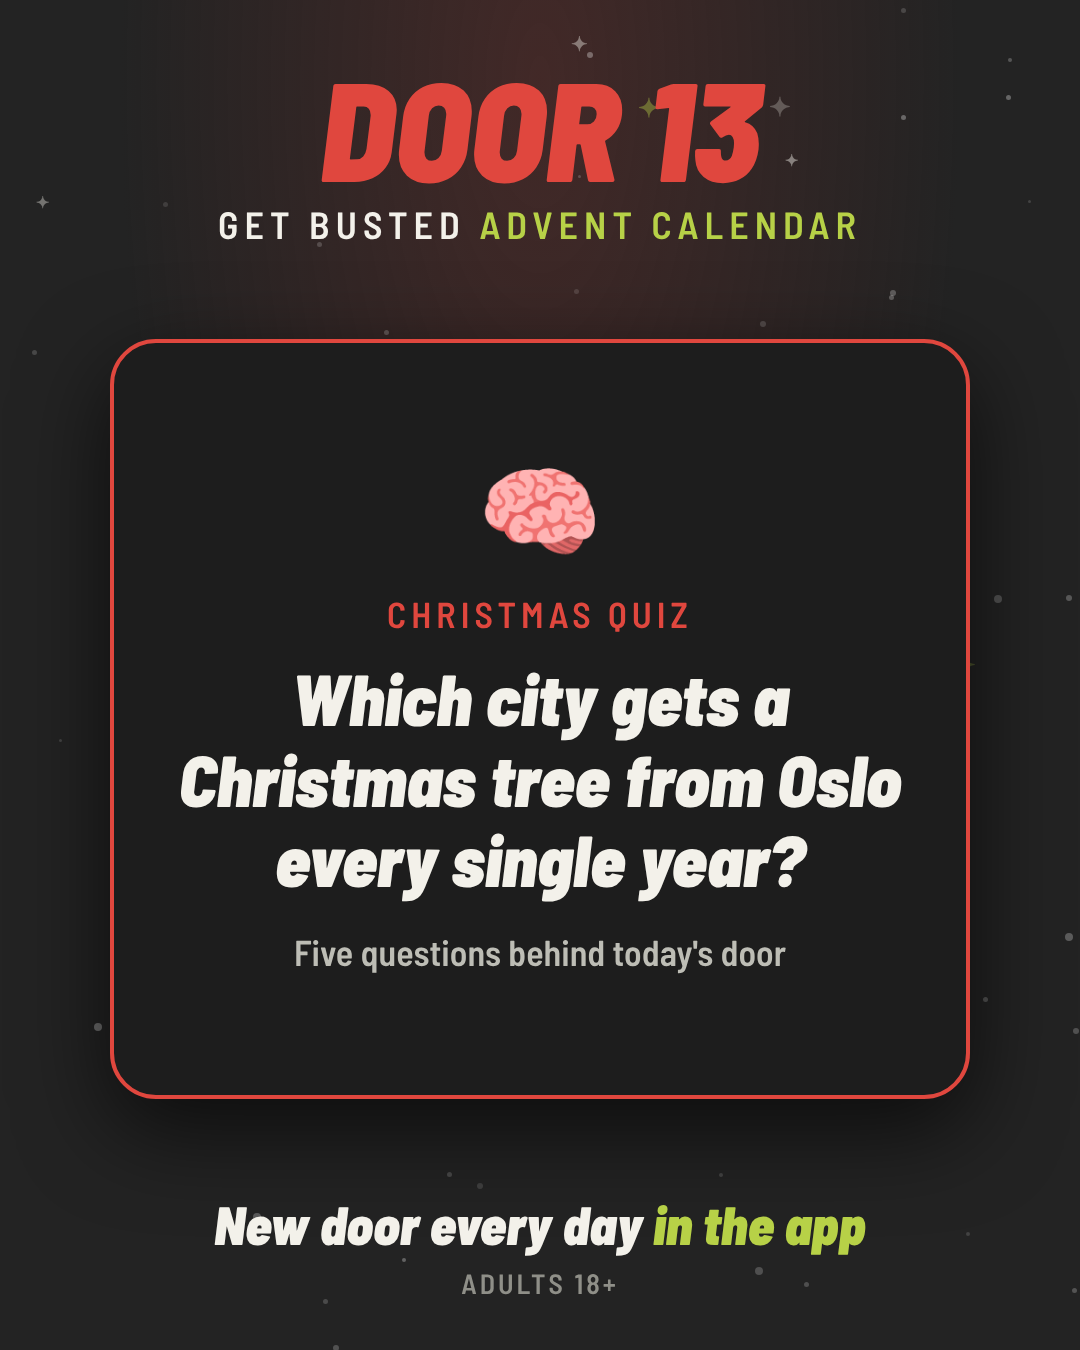 DOOR 13
GET BUSTED ADVENT CALENDAR
CHRISTMAS QUIZ
Which city gets a
Christmas tree from Oslo
every single year?
Five questions behind today's door
New door every day in the app
ADULTS 18+